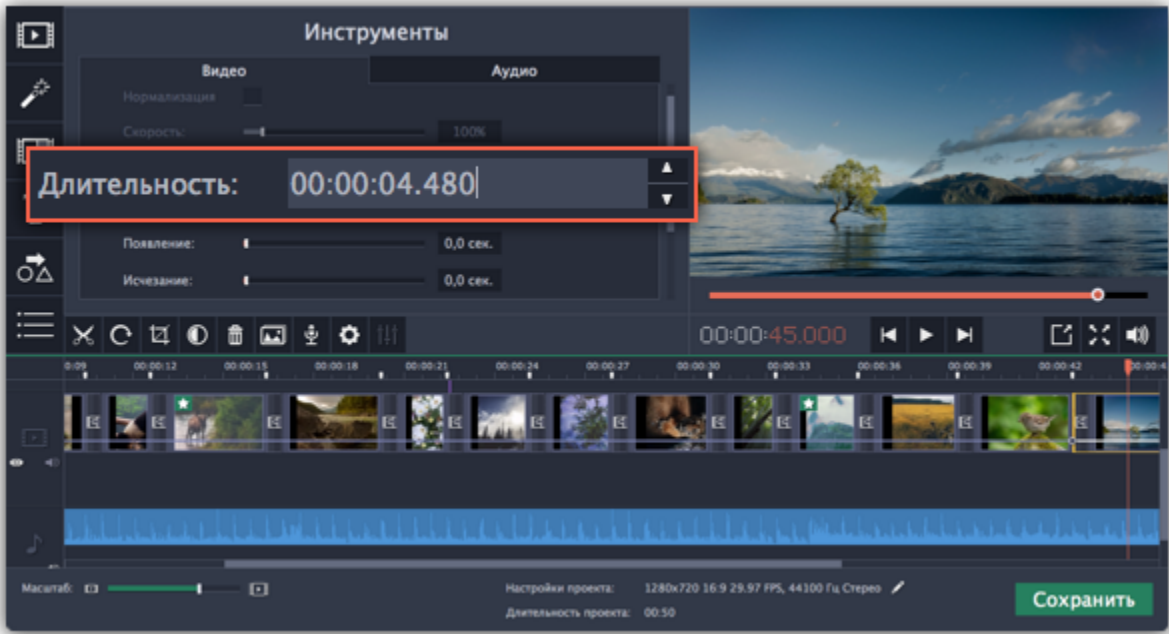 Инструменты
Видео
Аудио
Нормализация
Скорость:
100%
Длительность:
00:00:04.480
Появление:
0,0 сек.
Исчезание:
0,0 сек.
00:00:45.000
0:09 00:00:12 00:00:15 00:00:18 00:00:21 00:00:24 00:00:27 00:00:30 00:00:33 00:00:36 00:00:39 00:00:42 00:00:4
Масштаб:
Настройки проекта: 1280x720 16:9 29.97 FPS, 44100 Гц Стерео
Длительность проекта: 00:50
Сохранить